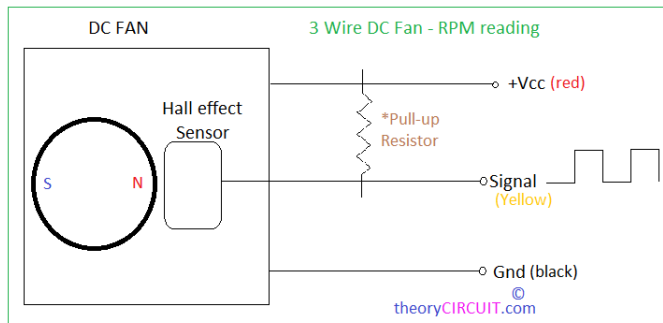 DC FAN
3 Wire DC Fan - RPM reading
Hall effect
Sensor
S
N
*Pull-up
Resistor
+Vcc (red)
Signal
(Yellow)
Gnd (black)
©
theoryCIRCUIT.com